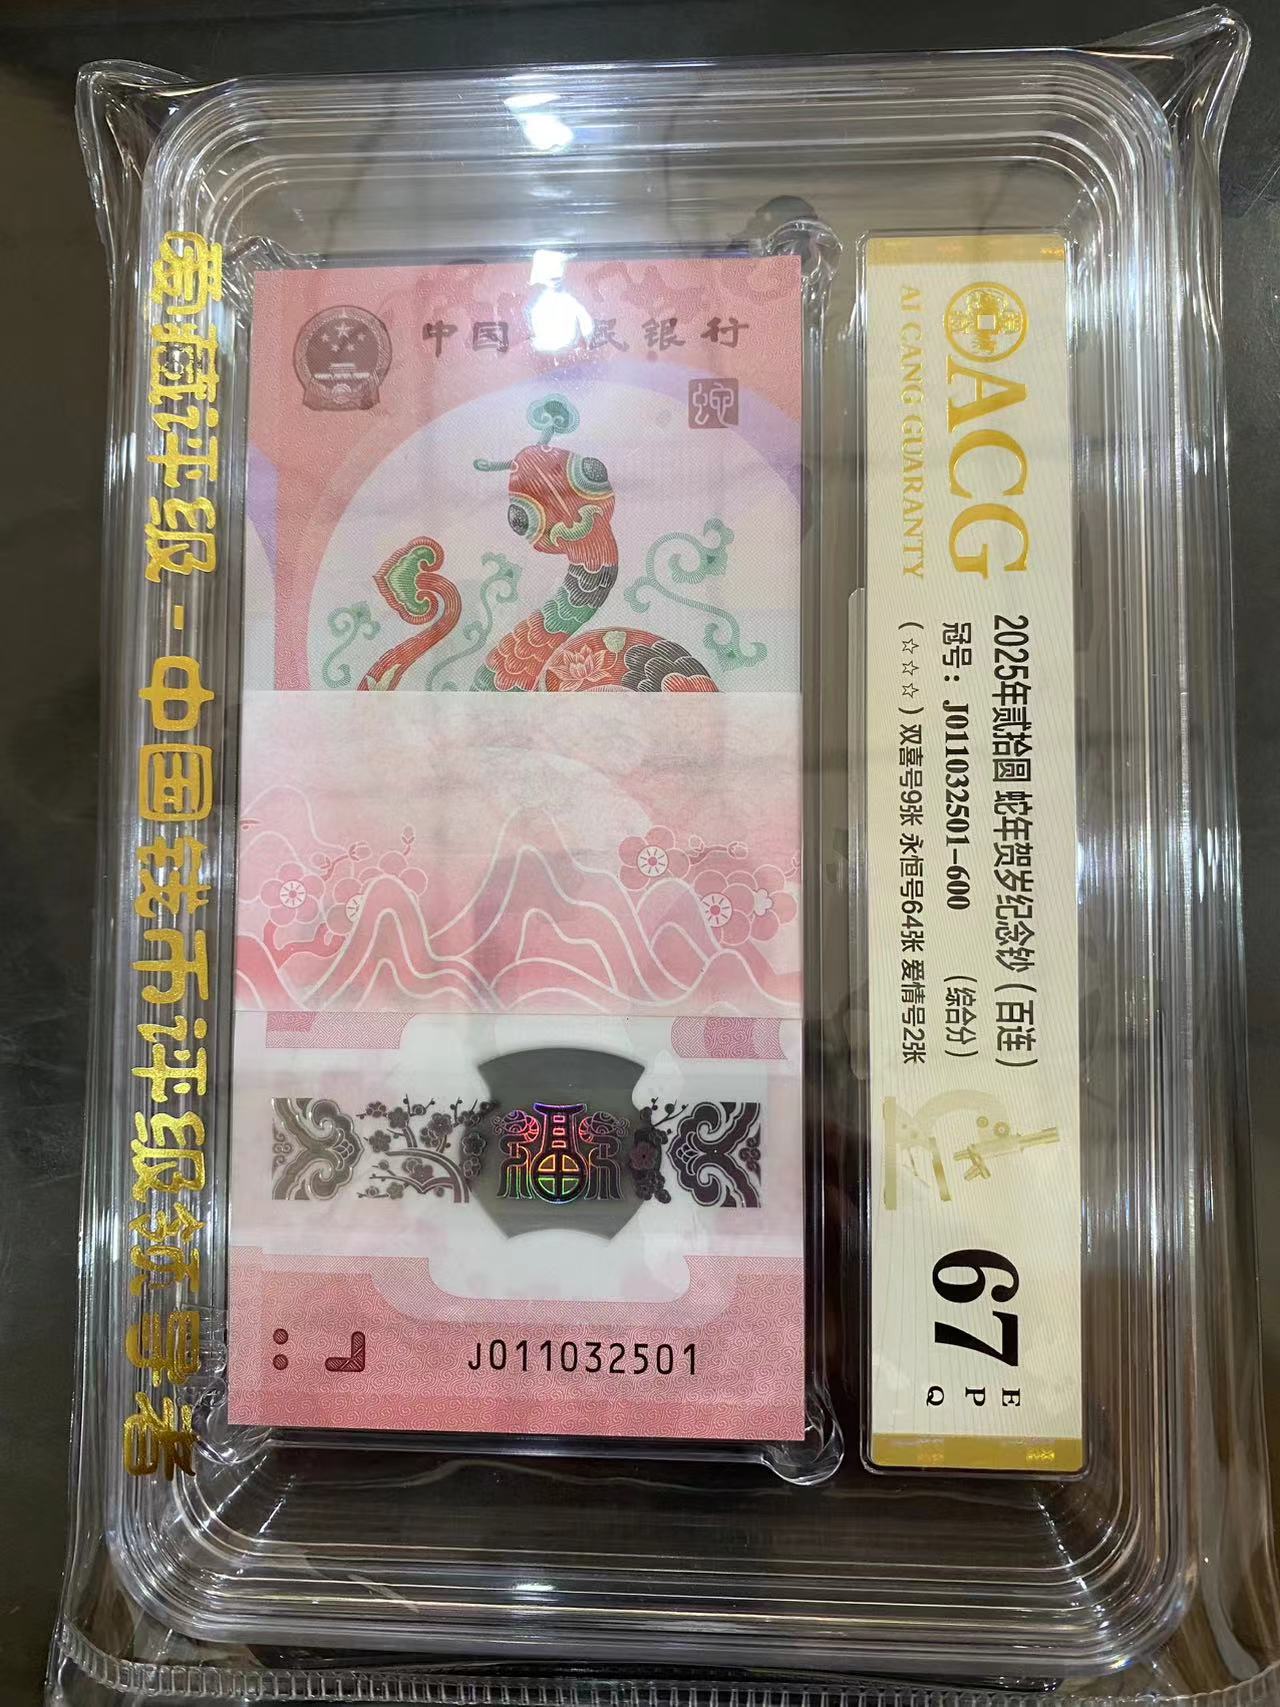 爱藏评级-中国钱币评级领导者
中国人民银行
蛇
J011032501
ACG
AI CANG GUARANTY
2025年贰拾圆 蛇年贺岁纪念钞（百连）
冠号：J011032501-600 （综合分）
（☆☆☆）双喜号9张 永恒号64张 爱情号2张
67
E
P
Q